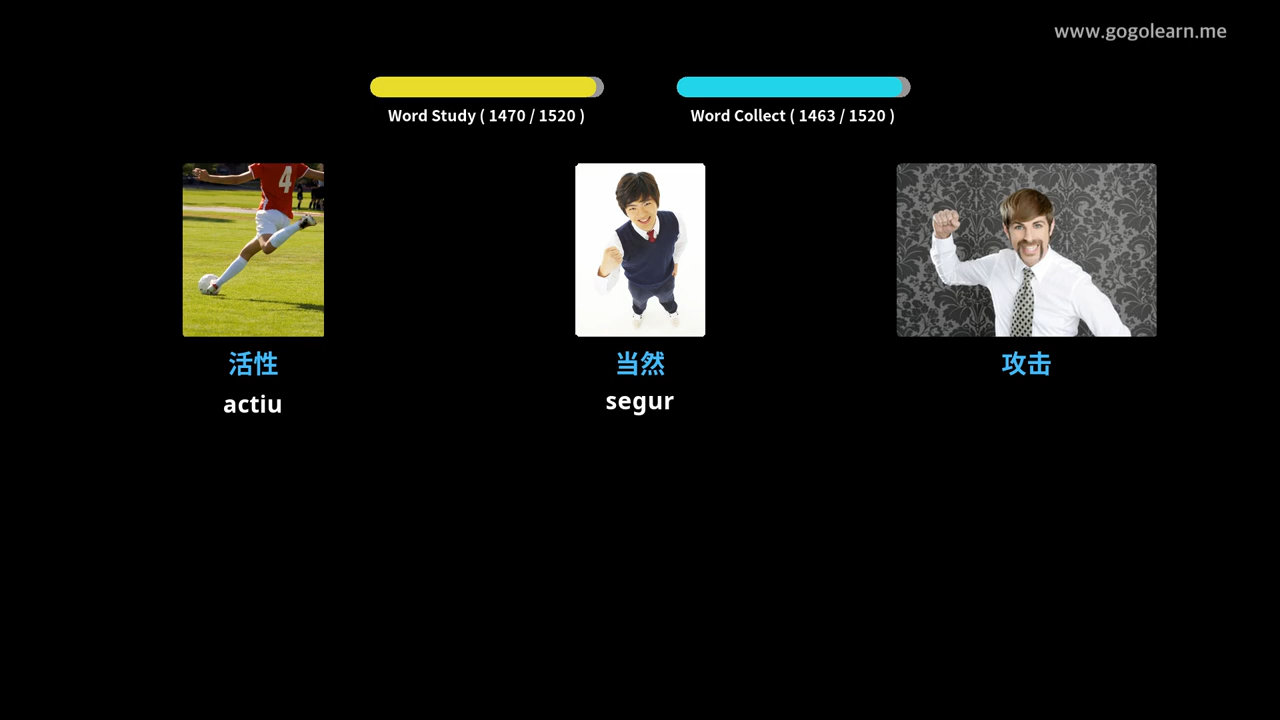 www.gogolearn.me
Word Study ( 1470 / 1520 )
Word Collect ( 1463 / 1520 )
4
活性
actiu
当然
segur
攻击